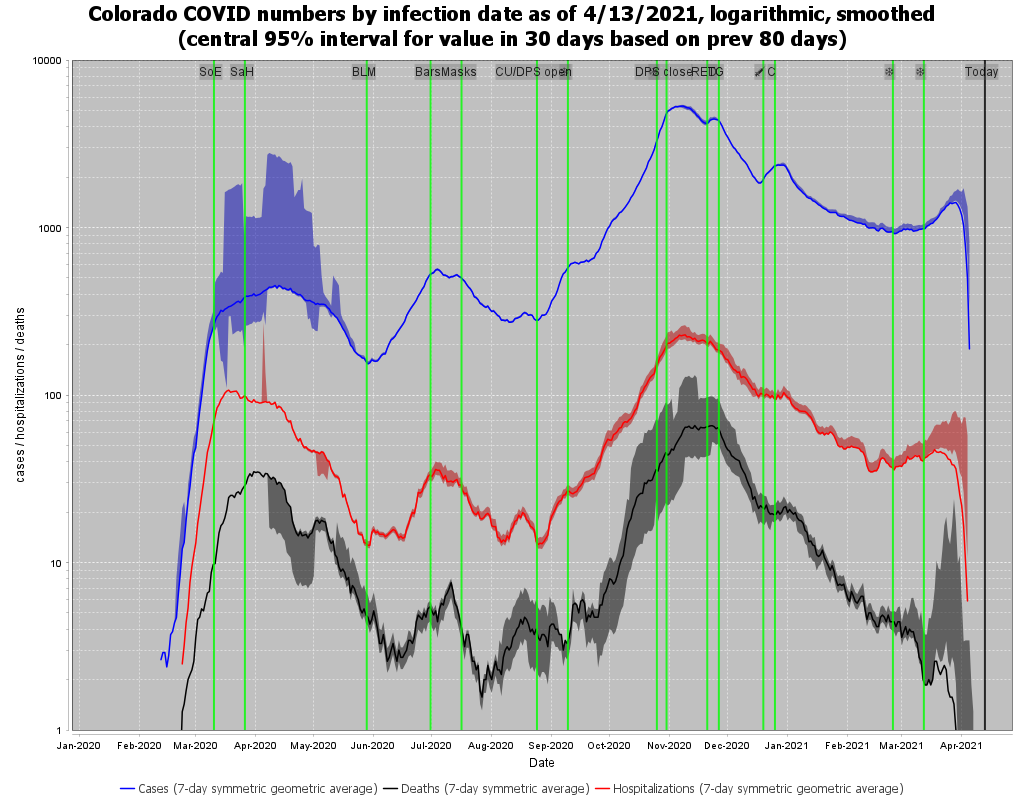 Colorado COVID numbers by infection date as of 4/13/2021, logarithmic, smoothed
(central 95% interval for value in 30 days based on prev 80 days)
10000
SoE SaH BLM Bars Masks CU/DPS open DPS close RED C Today
1000
100
10
1
cases / hospitalizations / deaths
Jan-2020 Feb-2020 Mar-2020 Apr-2020 May-2020 Jun-2020 Jul-2020 Aug-2020 Sep-2020 Oct-2020 Nov-2020 Dec-2020 Jan-2021 Feb-2021 Mar-2021 Apr-2021
Date
Cases (7-day symmetric geometric average) Deaths (7-day symmetric geometric average) Hospitalizations (7-day symmetric geometric average)